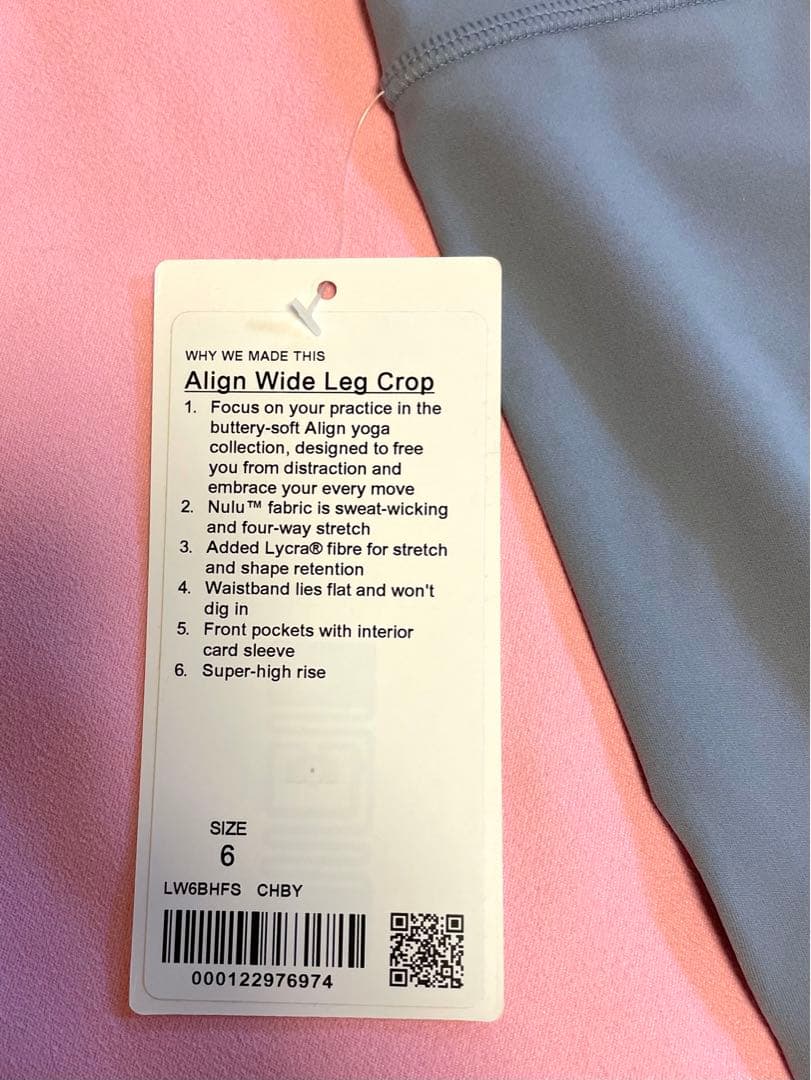 WHY WE MADE THIS
Align Wide Leg Crop
1. Focus on your practice in the
buttery-soft Align yoga
collection, designed to free
you from distraction and
embrace your every move
2. Nulu™ fabric is sweat-wicking
and four-way stretch
3. Added Lycra® fibre for stretch
and shape retention
4. Waistband lies flat and won't
dig in
5. Front pockets with interior
card sleeve
6. Super-high rise
SIZE
6
LW6BHFS CHBY
000122976974